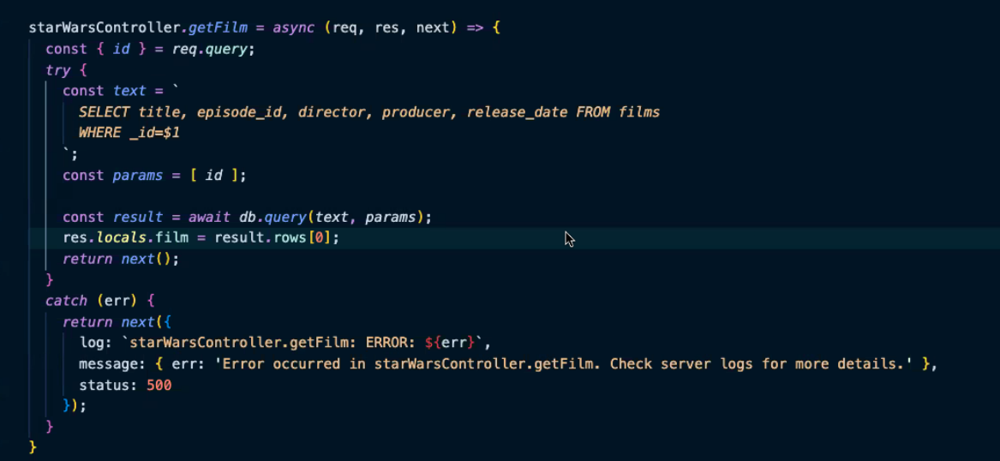 starWarsController.getFilm = async (req, res, next) => {
const { id } = req.query;
try {
const text = `
SELECT title, episode_id, director, producer, release_date FROM films
WHERE _id=$1
`;
const params = [ id ];
const result = await db.query(text, params);
res.locals.film = result.rows[0];
return next();
}
catch (err) {
return next({
log: `starWarsController.getFilm: ERROR: ${err}`,
message: { err: 'Error occurred in starWarsController.getFilm. Check server logs for more details.' },
status: 500
});
}
}